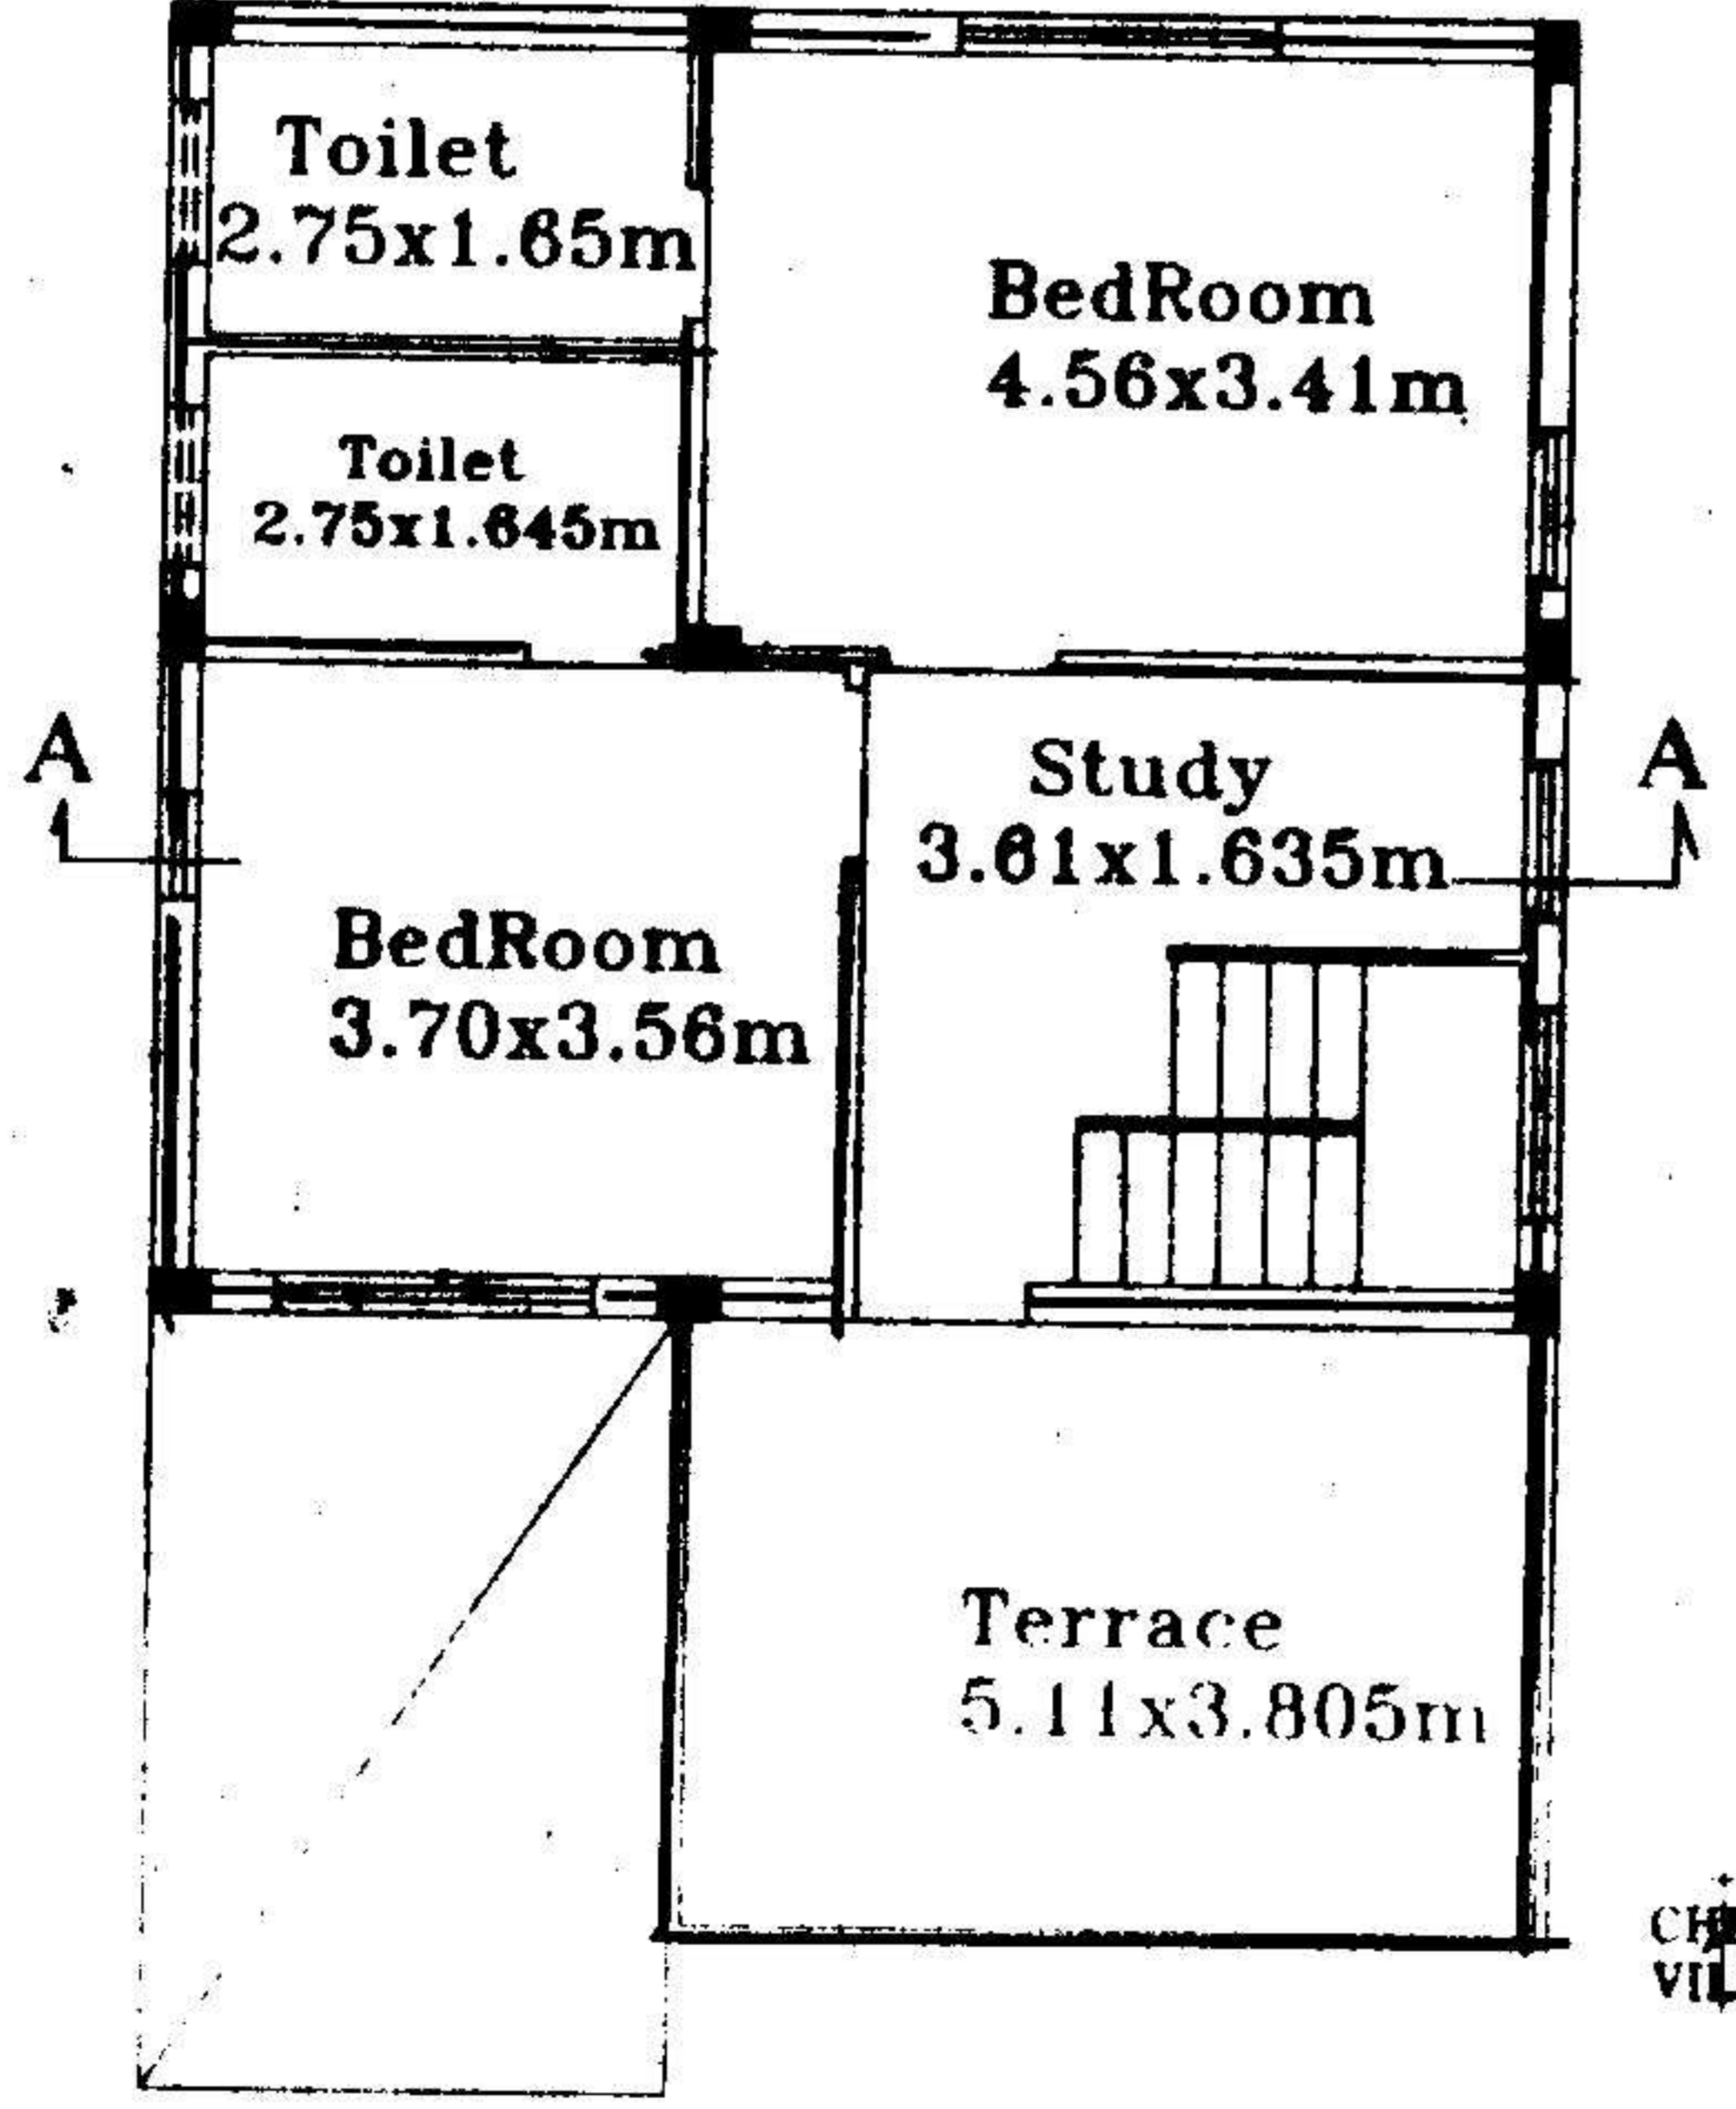 Toilet
2.75x1.65m
BedRoom
4.56x3.41m
Toilet
2.75x1.645m
A
A
Study
3.61x1.635m
BedRoom
3.70x3.56m
Terrace
5.11x3.805m